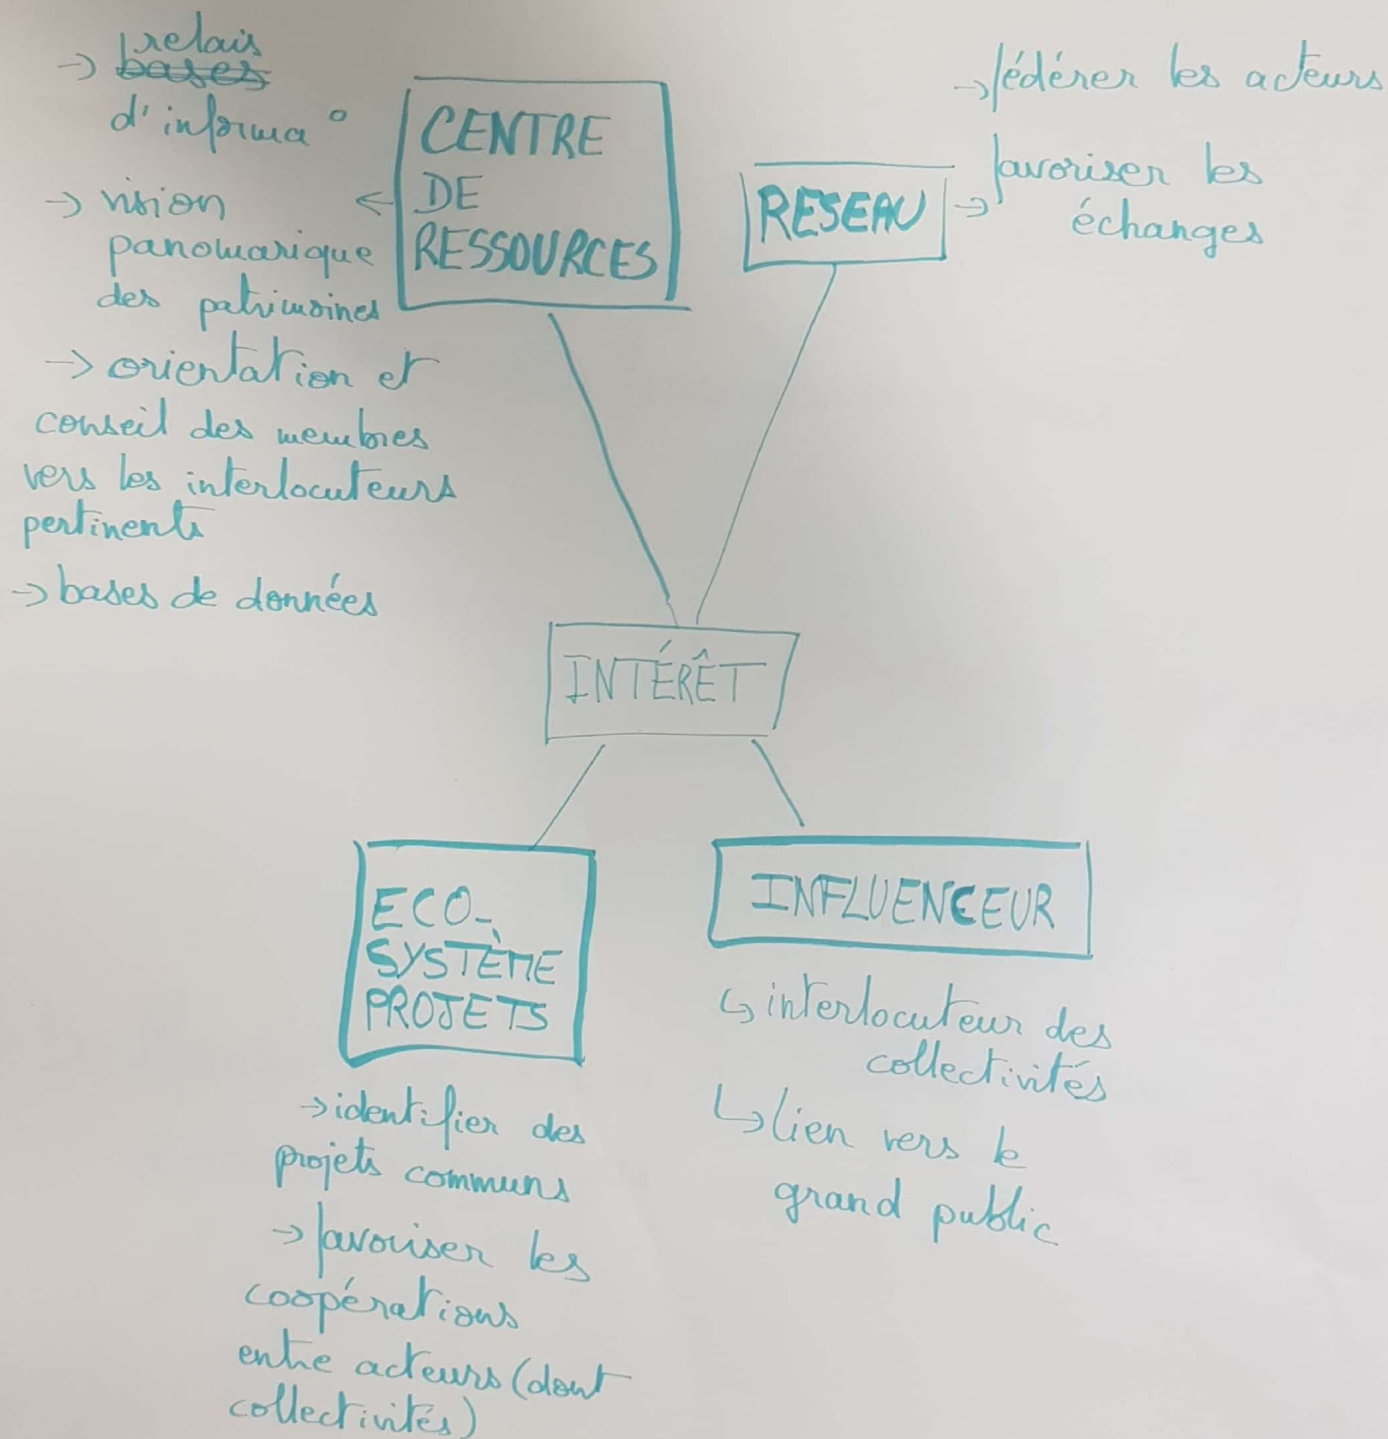 relais
→ ~~bases~~
d'informa°
→ vision
panomarique
des patrimoines
→ orientation et
conseil des membres
vers les interlocuteurs
pertinents
→ bases de données
CENTRE
DE
RESSOURCES
←
RESEAU
→ fédérer les acteurs
→ favoriser les
échanges
INTÉRÊT
ECO-
SYSTÈME
PROJETS
→ identifier des
projets communs
→ favoriser les
coopérations
entre acteurs (dont
collectivités)
INFLUENCEUR
↳ interlocuteur des
collectivités
↳ lien vers le
grand public